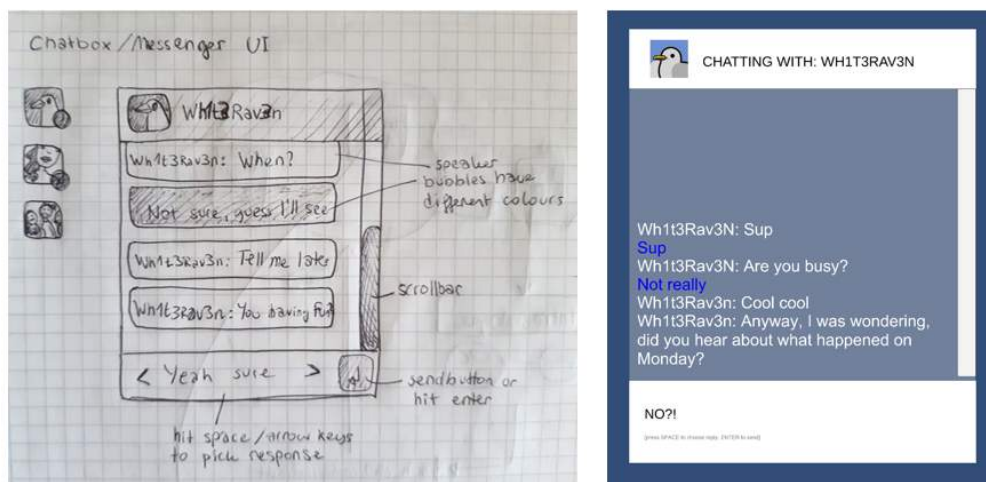 Chatbox/Messenger UI
Wh1t3Rav3n
Wh1t3Rav3n: When?
Not sure, guess I'll see
Wh1t3Rav3n: Tell me later
Wh1t3Rav3n: You having fun?
< Yeah sure >
speaker
bubbles have
different colours
scrollbar
sendbutton or
hit enter
hit space/arrow keys
to pick response
CHATTING WITH: WH1T3RAV3N
Wh1t3Rav3N: Sup
Sup
Wh1t3Rav3N: Are you busy?
Not really
Wh1t3Rav3n: Cool cool
Wh1t3Rav3n: Anyway, I was wondering,
did you hear about what happened on
Monday?
NO?!
(press SPACE to choose reply, ENTER to send)